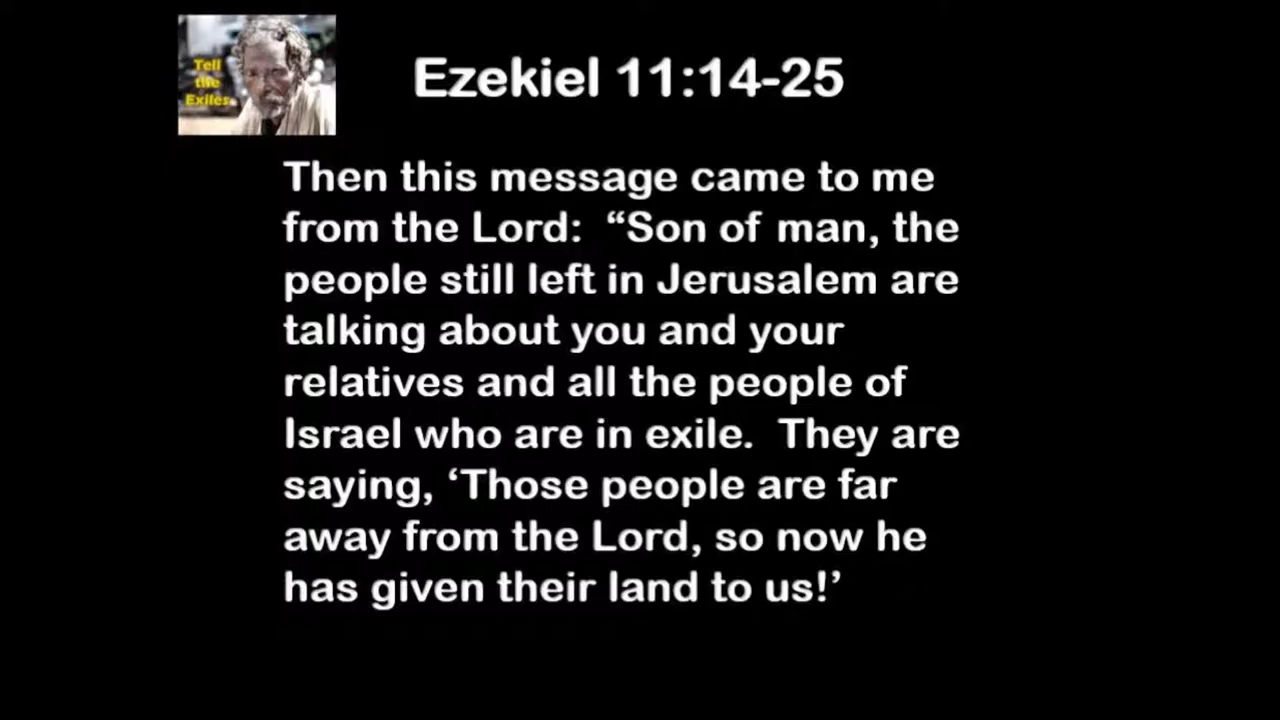 Tell
the
Exiles
Ezekiel 11:14-25
Then this message came to me
from the Lord:  “Son of man, the
people still left in Jerusalem are
talking about you and your
relatives and all the people of
Israel who are in exile.  They are
saying, ‘Those people are far
away from the Lord, so now he
has given their land to us!’